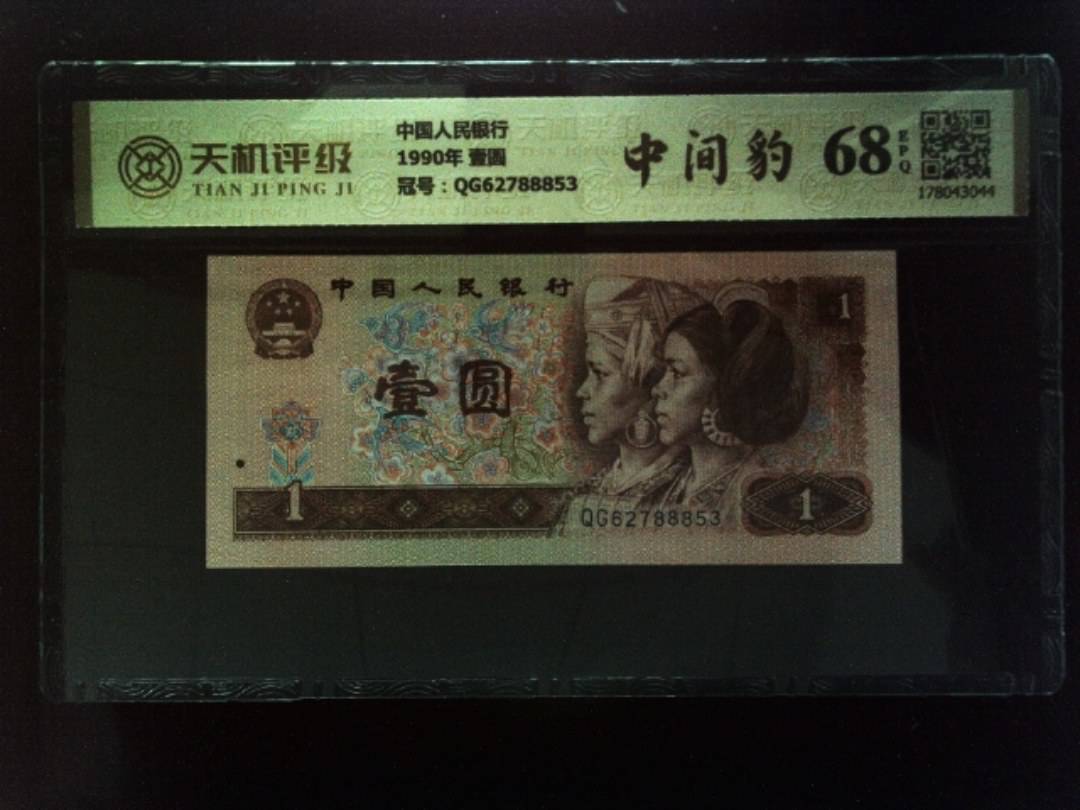 天机评级
TIAN JI PING JI
中国人民银行
1990年 壹圆
冠号：QG62788853
中间豹
68
EPQ
178043044
中国人民银行
1
壹圆
1
QG62788853
1